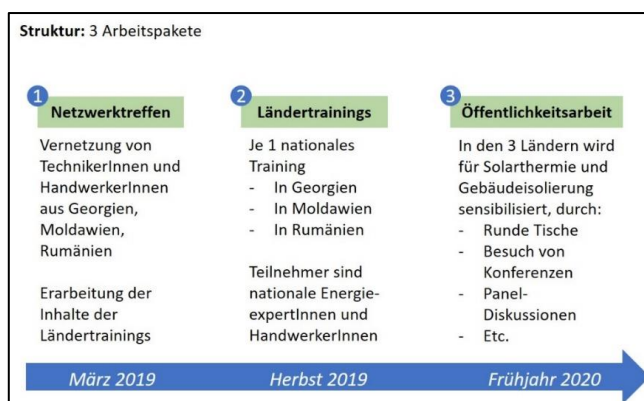 Struktur: 3 Arbeitspakete
1
Netzwerktreffen
Vernetzung von
TechnikerInnen und
HandwerkerInnen
aus Georgien,
Moldawien,
Rumänien
Erarbeitung der
Inhalte der
Ländertrainings
2
Ländertrainings
Je 1 nationales
Training
- In Georgien
- In Moldawien
- In Rumänien
Teilnehmer sind
nationale Energie-
expertInnen und
HandwerkerInnen
3
Öffentlichkeitsarbeit
In den 3 Ländern wird
für Solarthermie und
Gebäudeisolierung
sensibilisiert, durch:
- Runde Tische
- Besuch von
Konferenzen
- Panel-
Diskussionen
- Etc.
März 2019
Herbst 2019
Frühjahr 2020